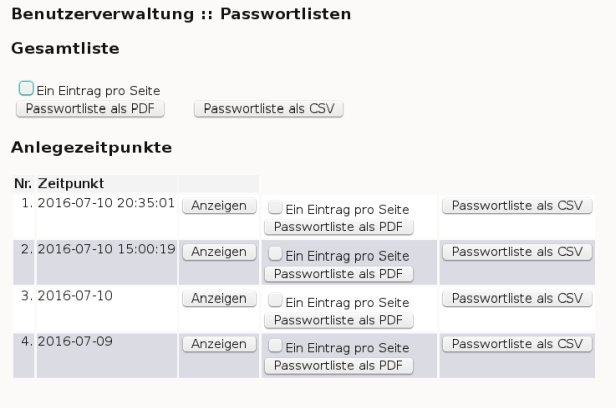 Benutzerverwaltung :: Passwortlisten
Gesamtliste
Ein Eintrag pro Seite
Passwortliste als PDF Passwortliste als CSV
Anlegezeitpunkte
Nr. Zeitpunkt
1. 2016-07-10 20:35:01 Anzeigen Ein Eintrag pro Seite Passwortliste als CSV
Passwortliste als PDF
2. 2016-07-10 15:00:19 Anzeigen Ein Eintrag pro Seite Passwortliste als CSV
Passwortliste als PDF
3. 2016-07-10 Anzeigen Ein Eintrag pro Seite Passwortliste als CSV
Passwortliste als PDF
4. 2016-07-09 Anzeigen Ein Eintrag pro Seite Passwortliste als CSV
Passwortliste als PDF